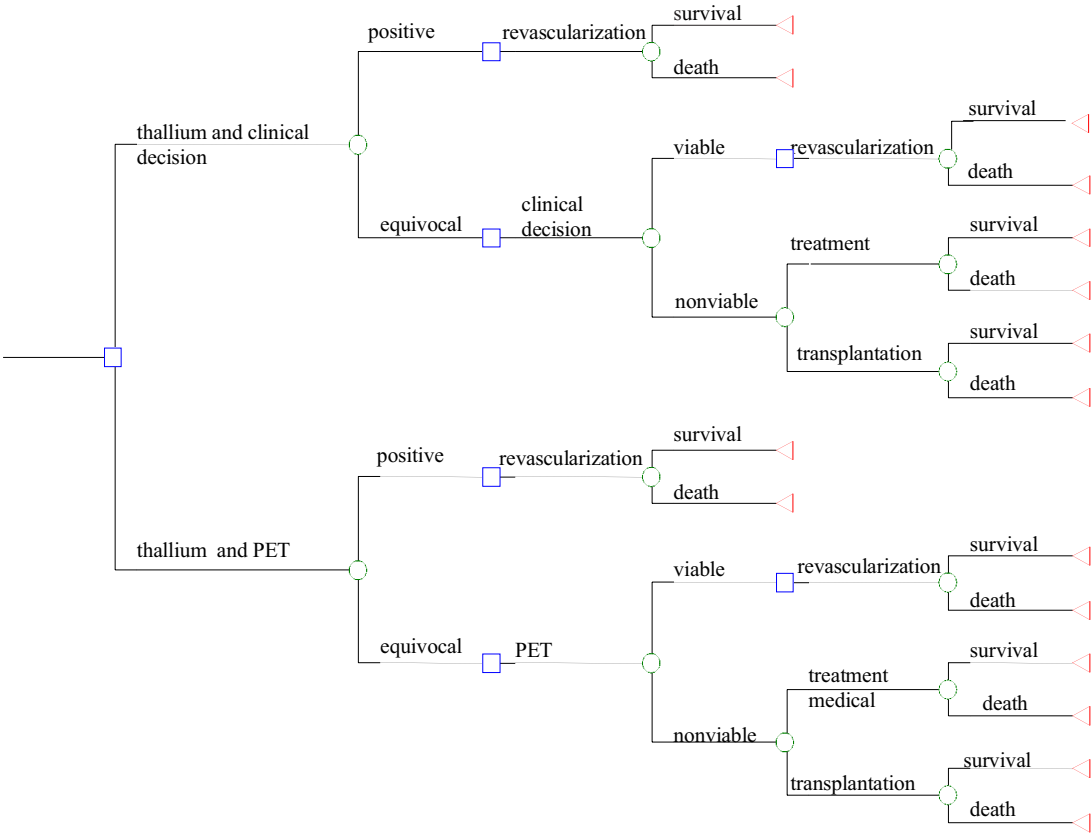 survival
positive
revascularization
death
survival
thallium and clinical
decision
viable
revascularization
death
clinical
decision
equivocal
survival
treatment
death
nonviable
survival
transplantation
death
survival
positive
revascularization
death
survival
thallium and PET
viable
revascularization
death
equivocal
PET
survival
treatment
medical
death
nonviable
survival
transplantation
death